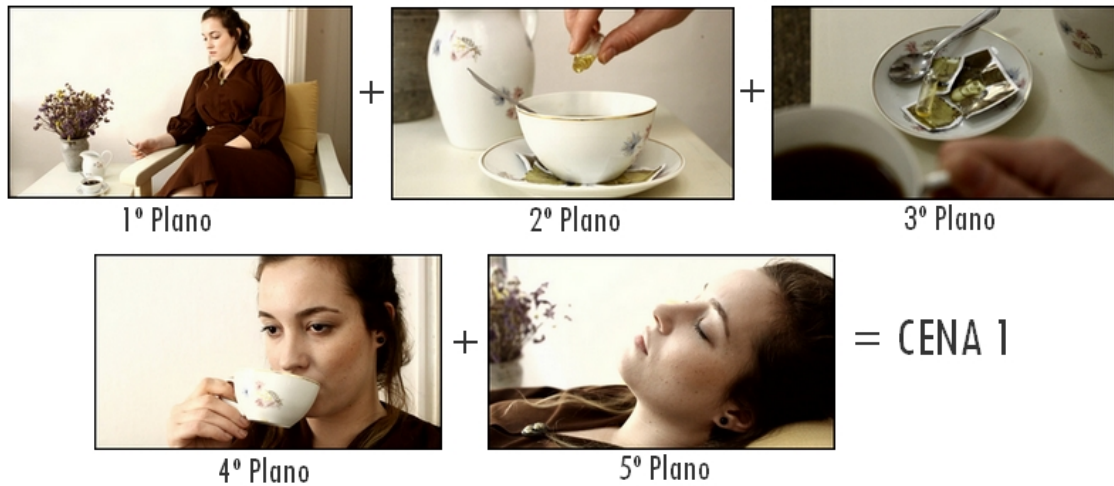 +
+
1º Plano
2º Plano
3º Plano
+
= CENA 1
4º Plano
5º Plano